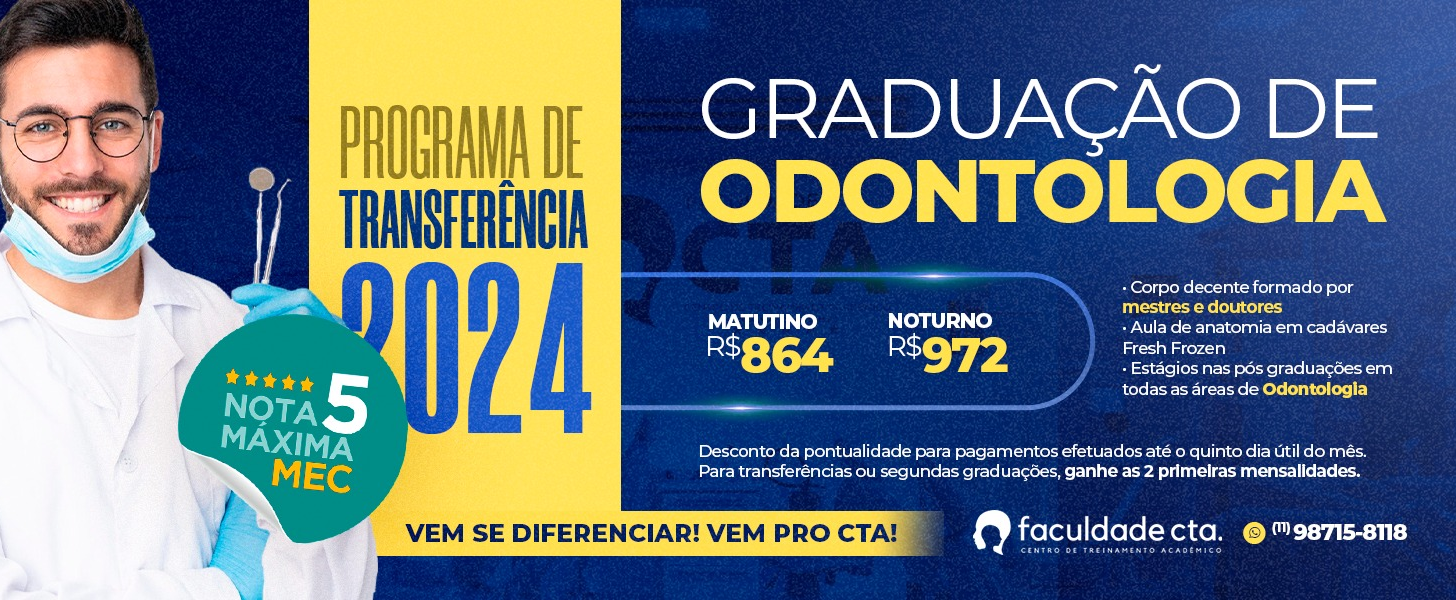 PROGRAMA DE
TRANSFERÊNCIA
2024
★★★★★
NOTA 5
MÁXIMA
MEC
GRADUAÇÃO DE
ODONTOLOGIA
MATUTINO
R$864
NOTURNO
R$972
• Corpo decente formado por
mestres e doutores
• Aula de anatomia em cadávares
Fresh Frozen
• Estágios nas pós graduações em
todas as áreas de Odontologia
Desconto da pontualidade para pagamentos efetuados até o quinto dia útil do mês.
Para transferências ou segundas graduações, ganhe as 2 primeiras mensalidades.
VEM SE DIFERENCIAR! VEM PRO CTA!
faculdade cta.
CENTRO DE TREINAMENTO ACADÊMICO
(11) 98715-8118
CTA